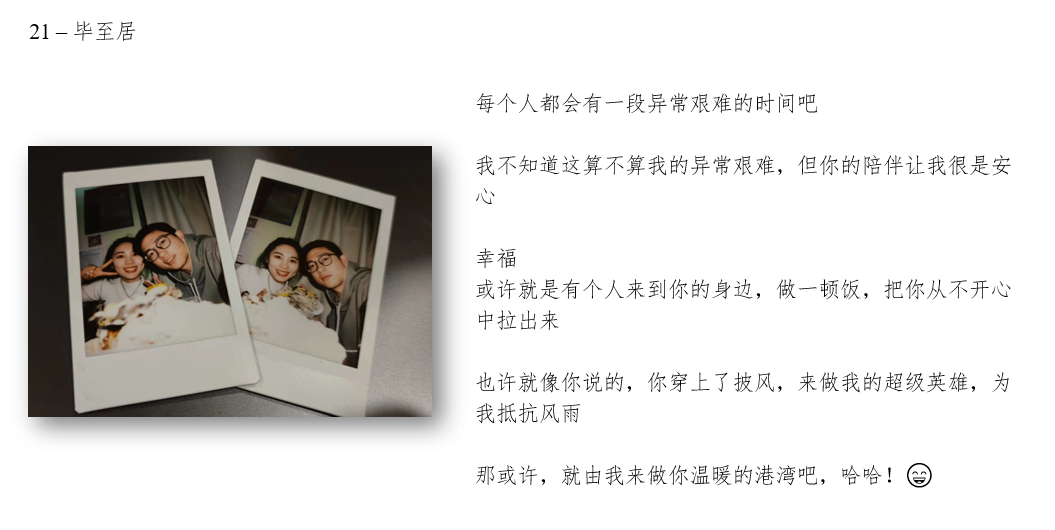 21 – 毕至居
每个人都会有一段异常艰难的时间吧
我不知道这算不算我的异常艰难，但你的陪伴让我很是安
心
幸福
或许就是有个人来到你的身边，做一顿饭，把你从不开心
中拉出来
也许就像你说的，你穿上了披风，来做我的超级英雄，为
我抵抗风雨
那或许，就由我来做你温暖的港湾吧，哈哈！😄